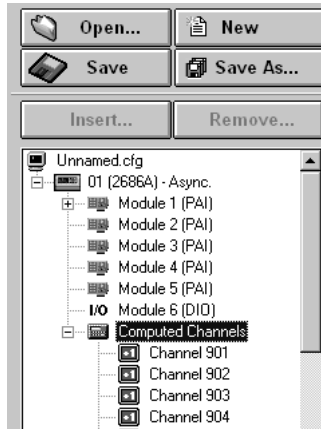 Open... New
Save Save As...
Insert... Remove...
Unnamed.cfg
01 (2686A) - Async.
Module 1 (PAI)
Module 2 (PAI)
Module 3 (PAI)
Module 4 (PAI)
Module 5 (PAI)
I/O Module 6 (DIO)
Computed Channels
Channel 901
Channel 902
Channel 903
Channel 904